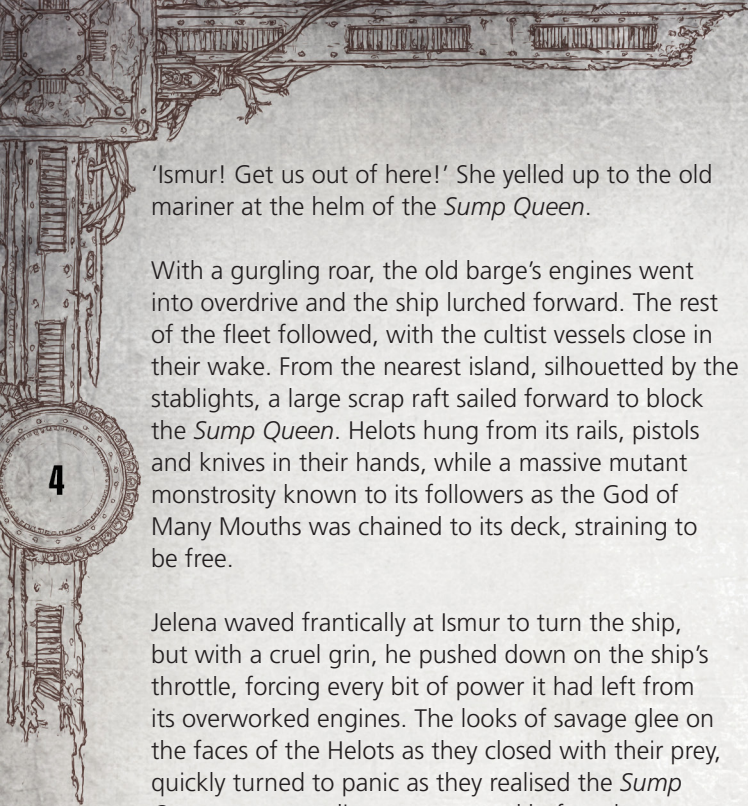 ‘Ismur! Get us out of here!’ She yelled up to the old
mariner at the helm of the Sump Queen.
With a gurgling roar, the old barge’s engines went
into overdrive and the ship lurched forward. The rest
of the fleet followed, with the cultist vessels close in
their wake. From the nearest island, silhouetted by the
stablights, a large scrap raft sailed forward to block
the Sump Queen. Helots hung from its rails, pistols
and knives in their hands, while a massive mutant
monstrosity known to its followers as the God of
Many Mouths was chained to its deck, straining to
be free.
Jelena waved frantically at Ismur to turn the ship,
but with a cruel grin, he pushed down on the ship’s
throttle, forcing every bit of power it had left from
its overworked engines. The looks of savage glee on
the faces of the Helots as they closed with their prey,
quickly turned to panic as they realised the Sump
4